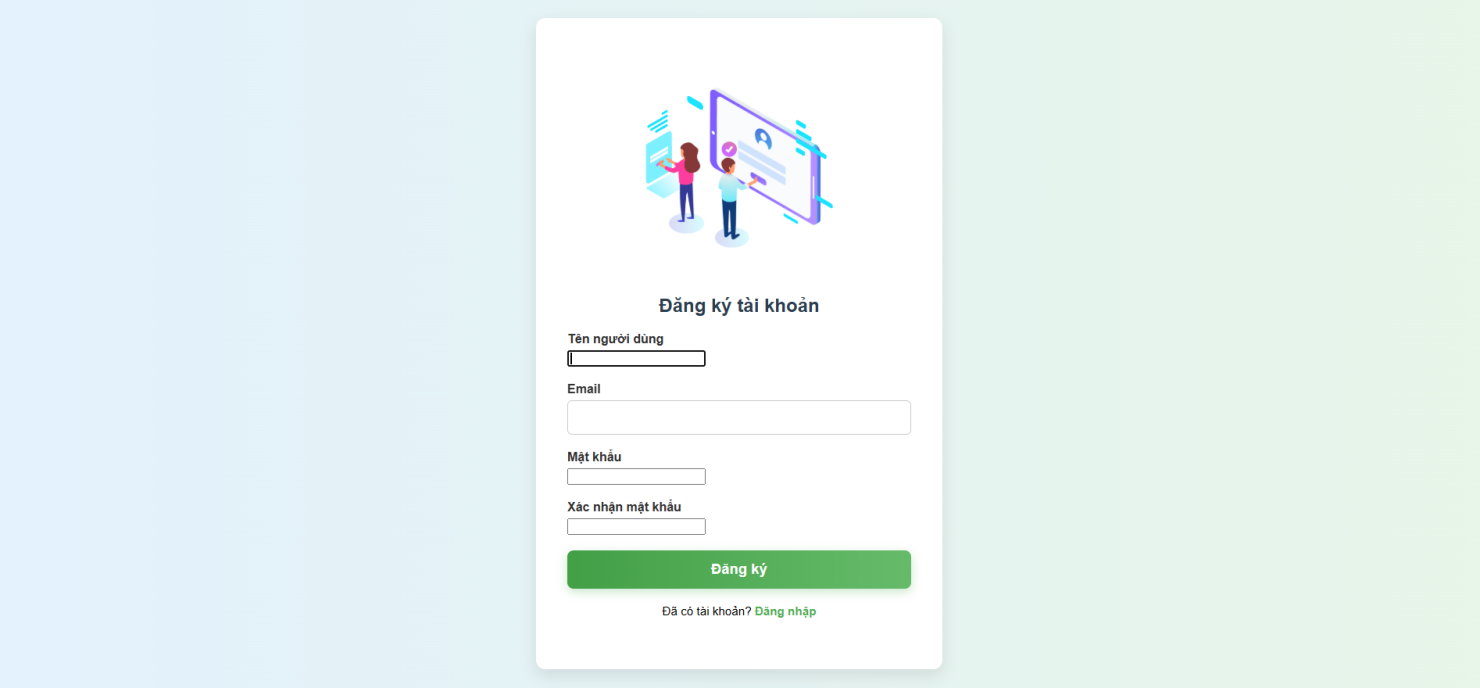 Đăng ký tài khoản
Tên người dùng
Email
Mật khẩu
Xác nhận mật khẩu
Đăng ký
Đã có tài khoản? Đăng nhập